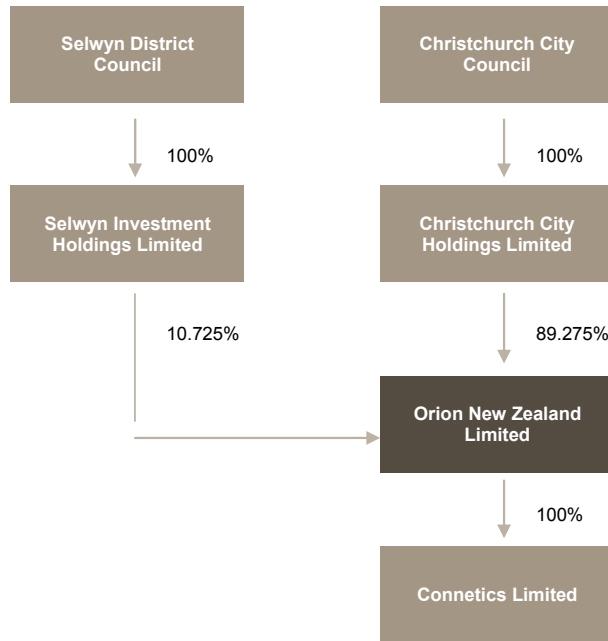 Selwyn District
Council
Christchurch City
Council
100%
100%
Selwyn Investment
Holdings Limited
Christchurch City
Holdings Limited
10.725%
89.275%
Orion New Zealand
Limited
100%
Connetics Limited